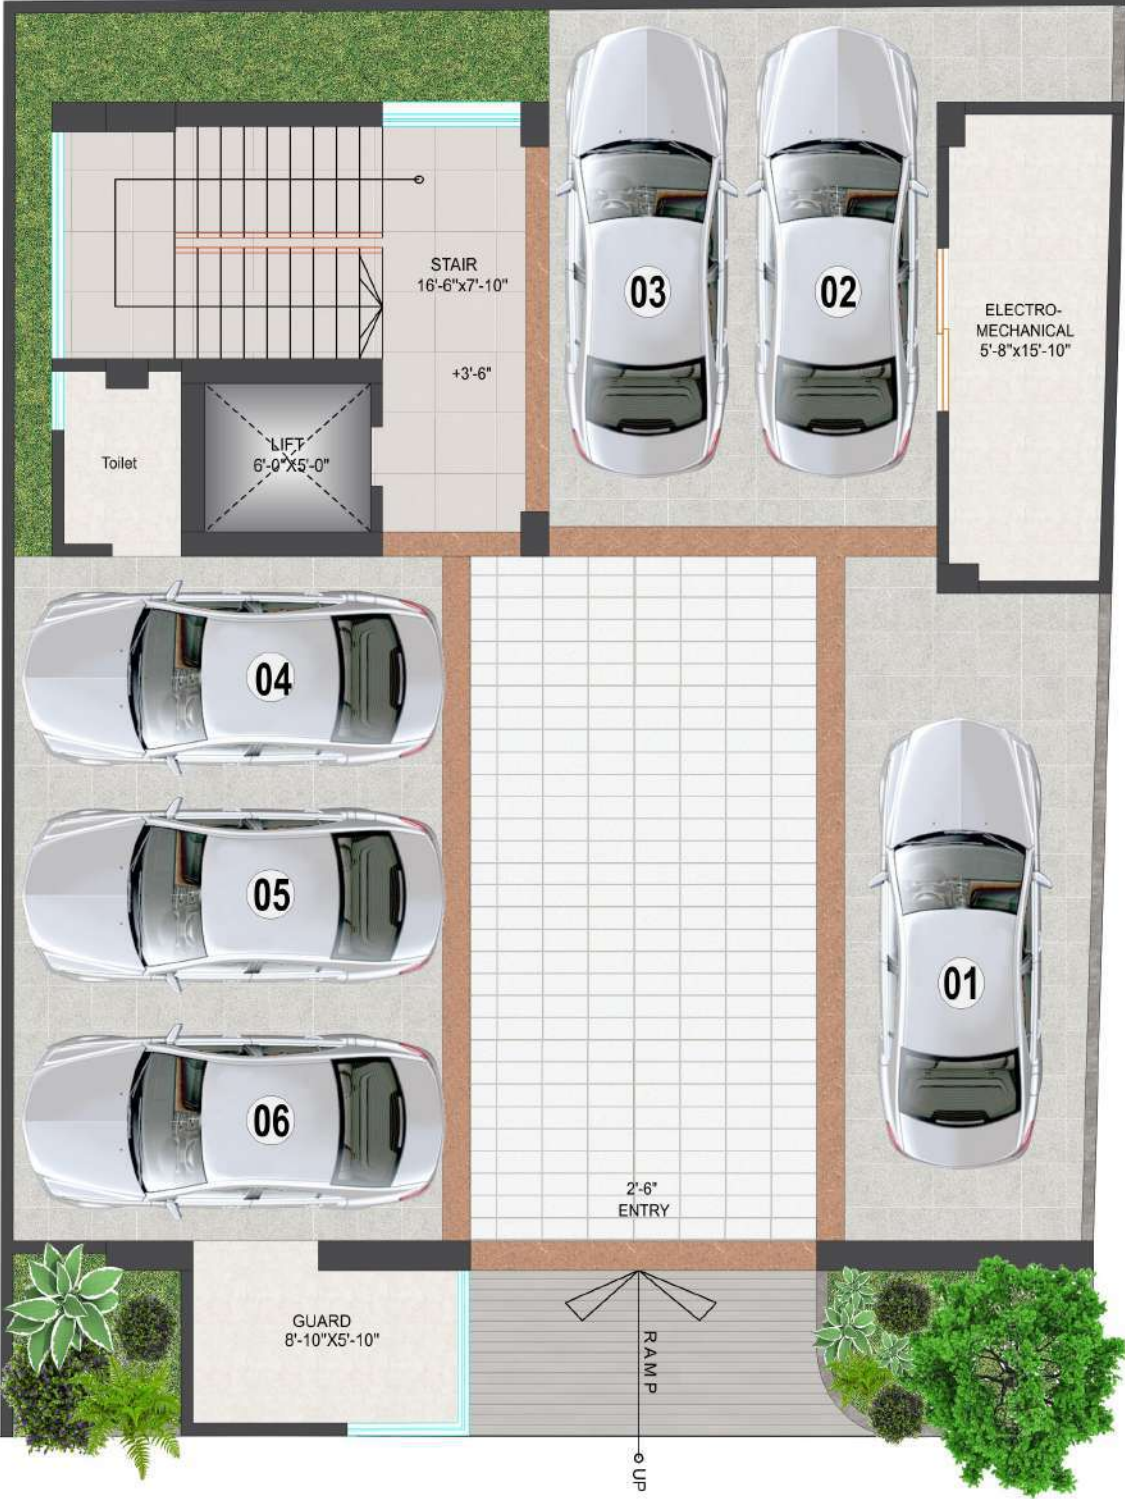 03
02
STAIR
16'-6"x7'-10"
ELECTRO-
MECHANICAL
5'-8"x15'-10"
+3'-6"
LIFT
6'-0"X5'-0"
Toilet
04
05
01
06
2'-6"
ENTRY
GUARD
8'-10"X5'-10"
RAMP
UP